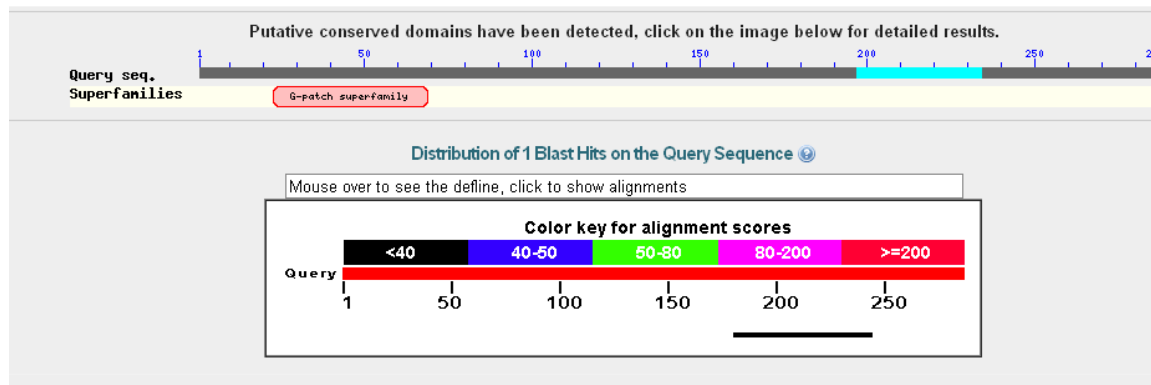 Putative conserved domains have been detected, click on the image below for detailed results.
1 50 100 150 200 250 2
Query seq.
Superfamilies
G-patch superfamily
Distribution of 1 Blast Hits on the Query Sequence
Mouse over to see the defline, click to show alignments
Color key for alignment scores
<40 40-50 50-80 80-200 >=200
Query
1 50 100 150 200 250